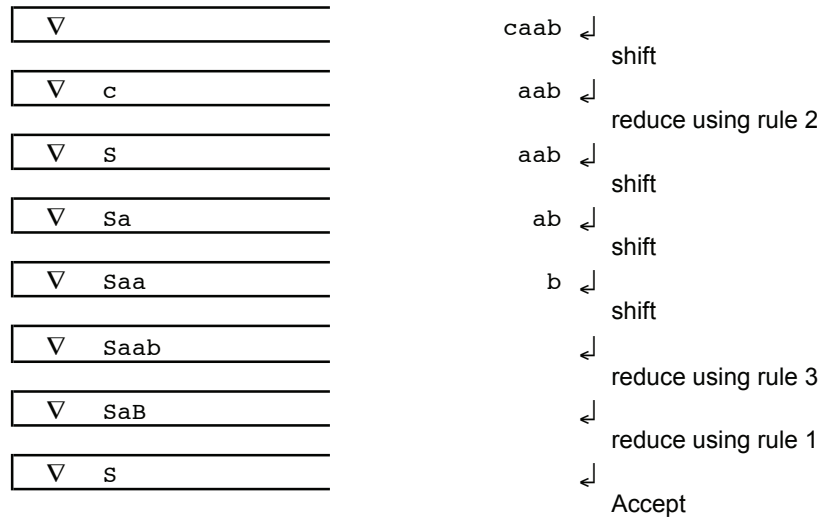 ∇ caab ↵
shift
∇ c aab ↵
reduce using rule 2
∇ S aab ↵
shift
∇ Sa ab ↵
shift
∇ Saa b ↵
shift
∇ Saab ↵
reduce using rule 3
∇ SaB ↵
reduce using rule 1
∇ S ↵
Accept